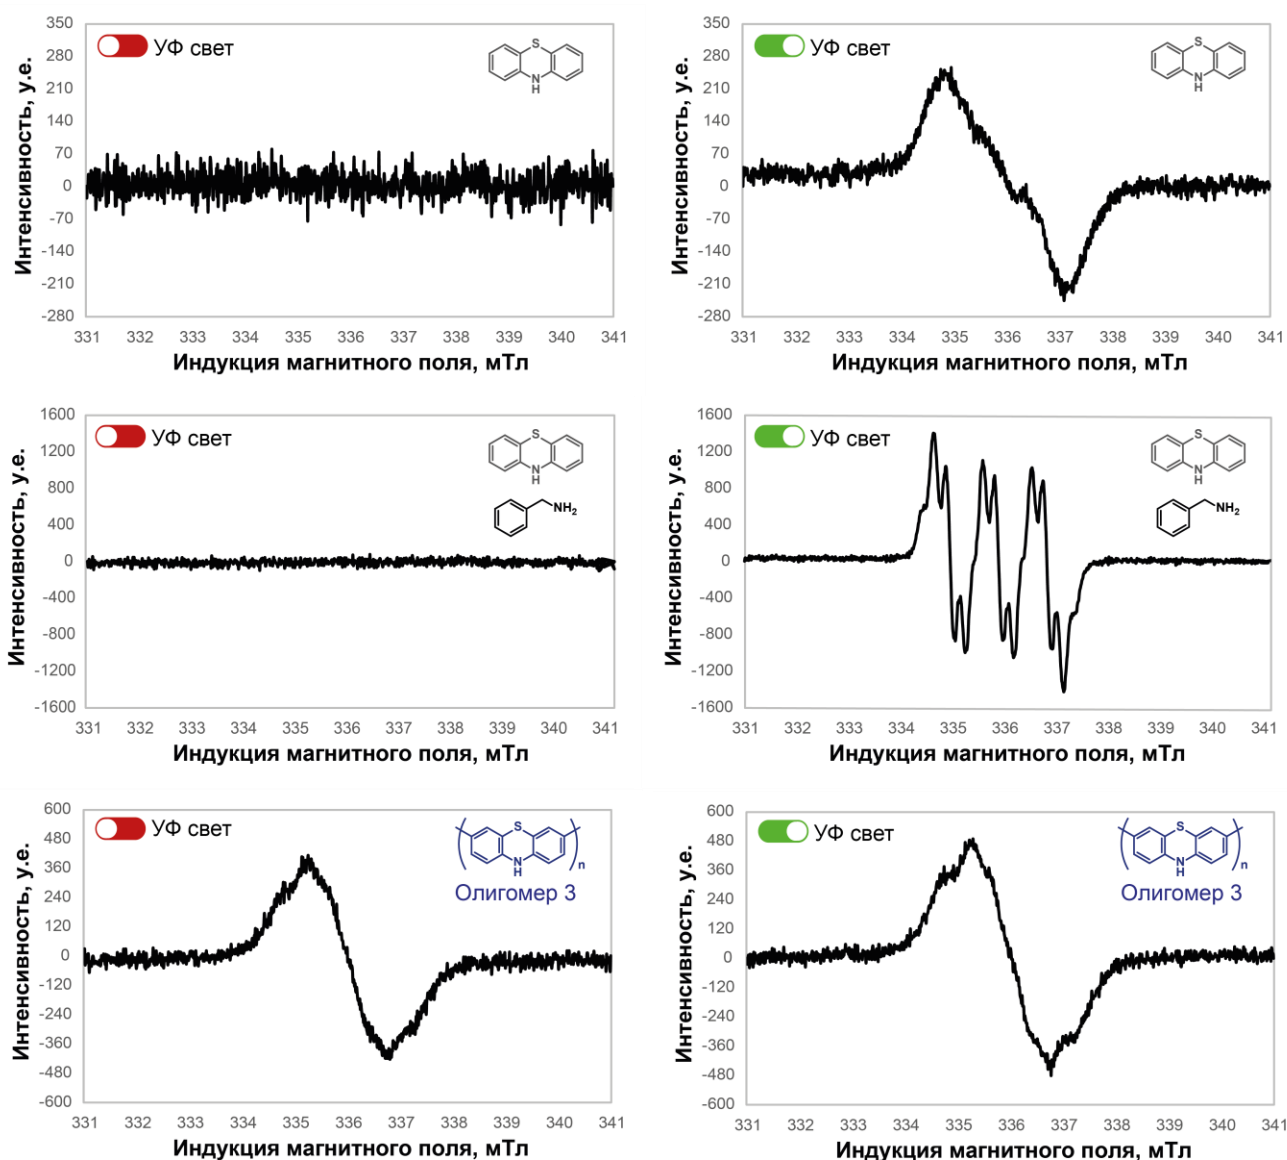 350
280
210
140
70
0
-70
-140
-210
-280
Интенсивность, у.е.
УФ свет
S
N
H
331 332 333 334 335 336 337 338 339 340 341
Индукция магнитного поля, мТл
350
280
210
140
70
0
-70
-140
-210
-280
Интенсивность, у.е.
УФ свет
S
N
H
331 332 333 334 335 336 337 338 339 340 341
Индукция магнитного поля, мТл
1600
1200
800
400
0
-400
-800
-1200
-1600
Интенсивность, у.е.
УФ свет
S
N
H
NH2
331 332 333 334 335 336 337 338 339 340 341
Индукция магнитного поля, мТл
1600
1200
800
400
0
-400
-800
-1200
-1600
Интенсивность, у.е.
УФ свет
S
N
H
NH2
331 332 333 334 335 336 337 338 339 340 341
Индукция магнитного поля, мТл
600
480
360
240
120
0
-120
-240
-360
-480
-600
Интенсивность, у.е.
УФ свет
S
N
H
n
Олигомер 3
331 332 333 334 335 336 337 338 339 340 341
Индукция магнитного поля, мТл
600
480
360
240
120
0
-120
-240
-360
-480
-600
Интенсивность, у.е.
УФ свет
S
N
H
n
Олигомер 3
331 332 333 334 335 336 337 338 339 340 341
Индукция магнитного поля, мТл